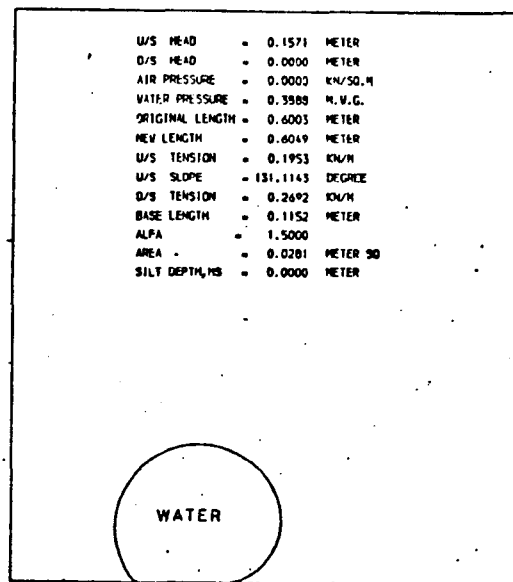 U/S HEAD = 0.1571 METER
D/S HEAD = 0.0000 METER
AIR PRESSURE = 0.0000 KN/SQ.M
WATER PRESSURE = 0.3989 M.W.G.
ORIGINAL LENGTH = 0.6003 METER
NEW LENGTH = 0.6049 METER
U/S TENSION = 0.1953 KN/M
U/S SLOPE =131.1143 DEGREE
D/S TENSION = 0.2692 KN/M
BASE LENGTH = 0.1152 METER
ALFA = 1.5000
AREA = 0.0281 METER SQ
SILT DEPTH,HS = 0.0000 METER
WATER